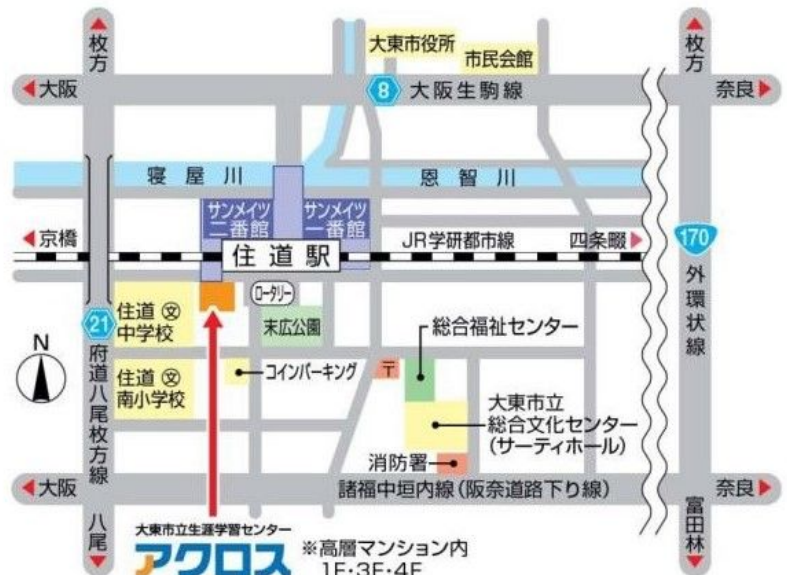 枚方
枚方
大東市役所
市民会館
大阪
8
大阪生駒線
奈良
寝屋川
恩智川
サンメイツ
二番館
サンメイツ
一番館
京橋
住道駅
JR学研都市線
四条畷
170
外環状線
住道 文
中学校
ロータリー
末広公園
21
府道八尾枚方線
N
総合福祉センター
住道 文
南小学校
コインパーキング
〒
大東市立
総合文化センター
(サーティホール)
消防署
大阪
諸福中垣内線(阪奈道路下り線)
奈良
八尾
富田林
大東市立生涯学習センター
アクロス
※高層マンション内
1F・3F・4F